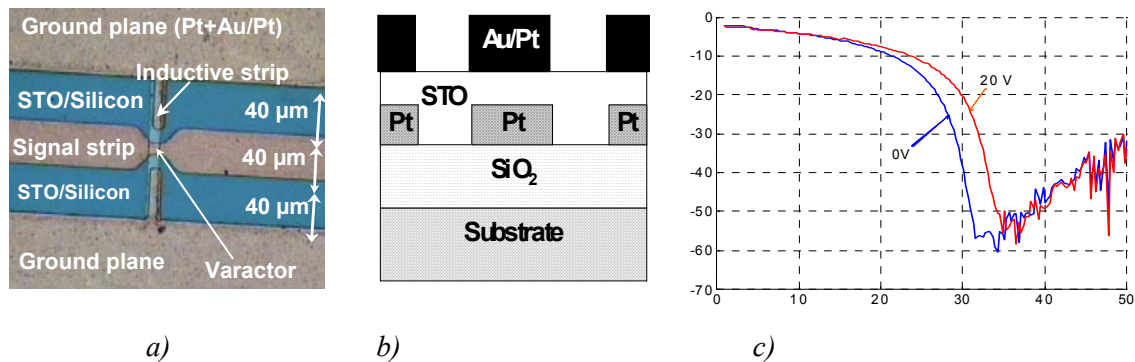 Ground plane (Pt+Au/Pt)
Inductive strip
STO/Silicon
40 µm
Signal strip
40 µm
STO/Silicon
40 µm
Ground plane
Varactor
a)
Au/Pt
STO
Pt
Pt
Pt
SiO2
Substrate
b)
0
-10
-20
-30
-40
-50
-60
-70
0
10
20
30
40
50
20 V
0V
c)